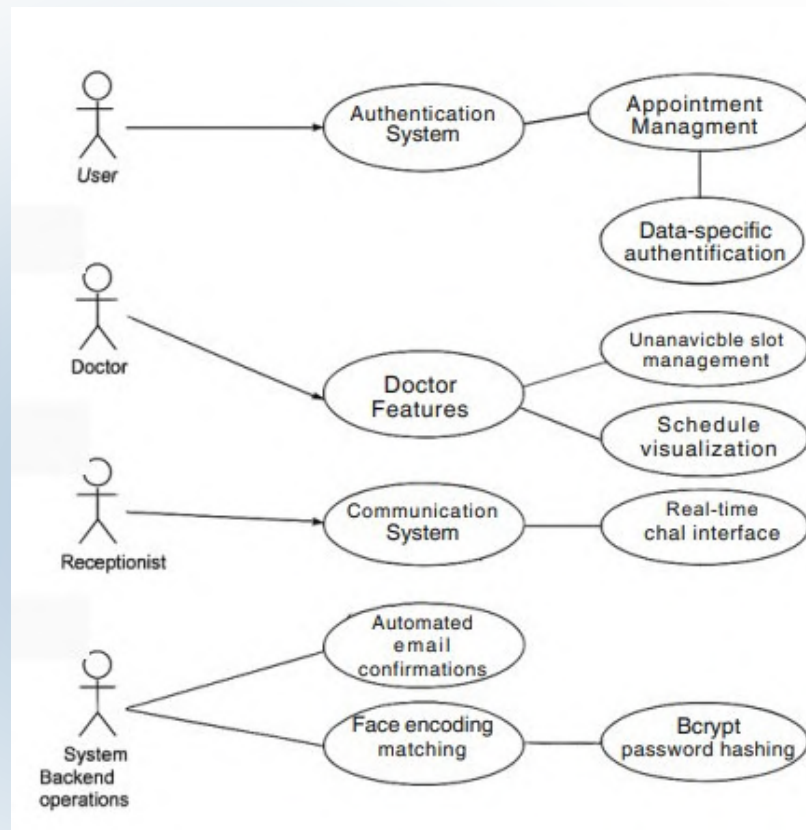 User
Authentication
System
Appointment
Managment
Data-specific
authentification
Doctor
Doctor
Features
Unanavicble slot
management
Schedule
visualization
Receptionist
Communication
System
Real-time
chal interface
System
Backend
operations
Automated
email
confirmations
Face encoding
matching
Bcrypt
password hashing